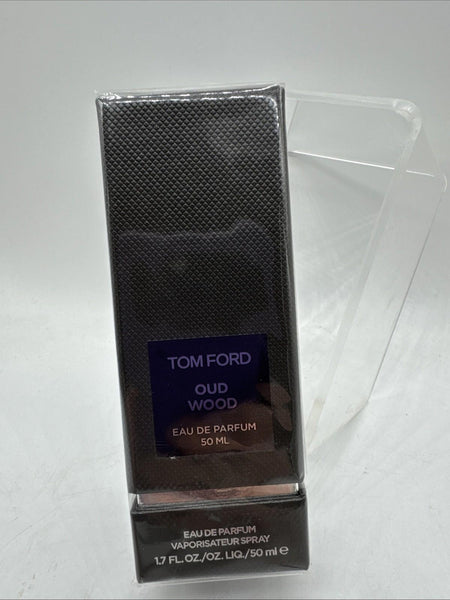 TOM FORD
OUD
WOOD
EAU DE PARFUM
50 ML
EAU DE PARFUM
VAPORISATEUR SPRAY
1.7 FL.OZ./OZ. LIQ./50 ml ℮